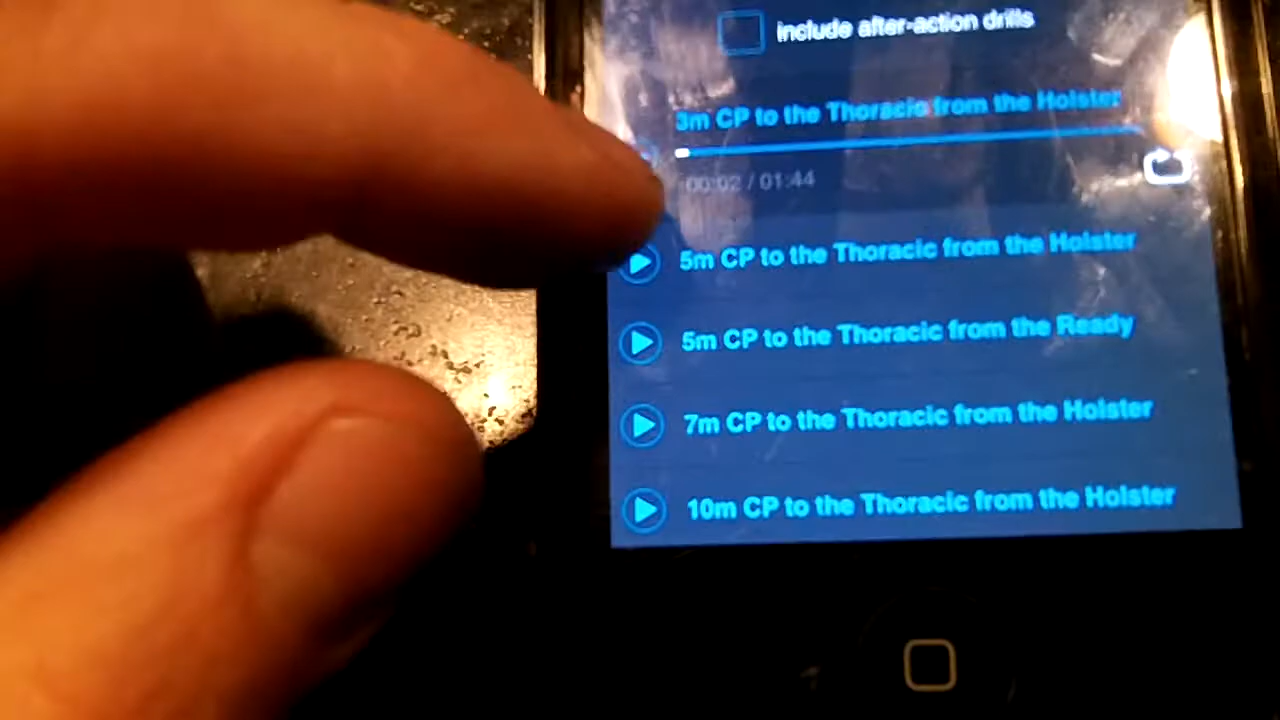 include after-action drills
3m CP to the Thoracic from the Holster
00:02 / 01:44
5m CP to the Thoracic from the Holster
5m CP to the Thoracic from the Ready
7m CP to the Thoracic from the Holster
10m CP to the Thoracic from the Holster